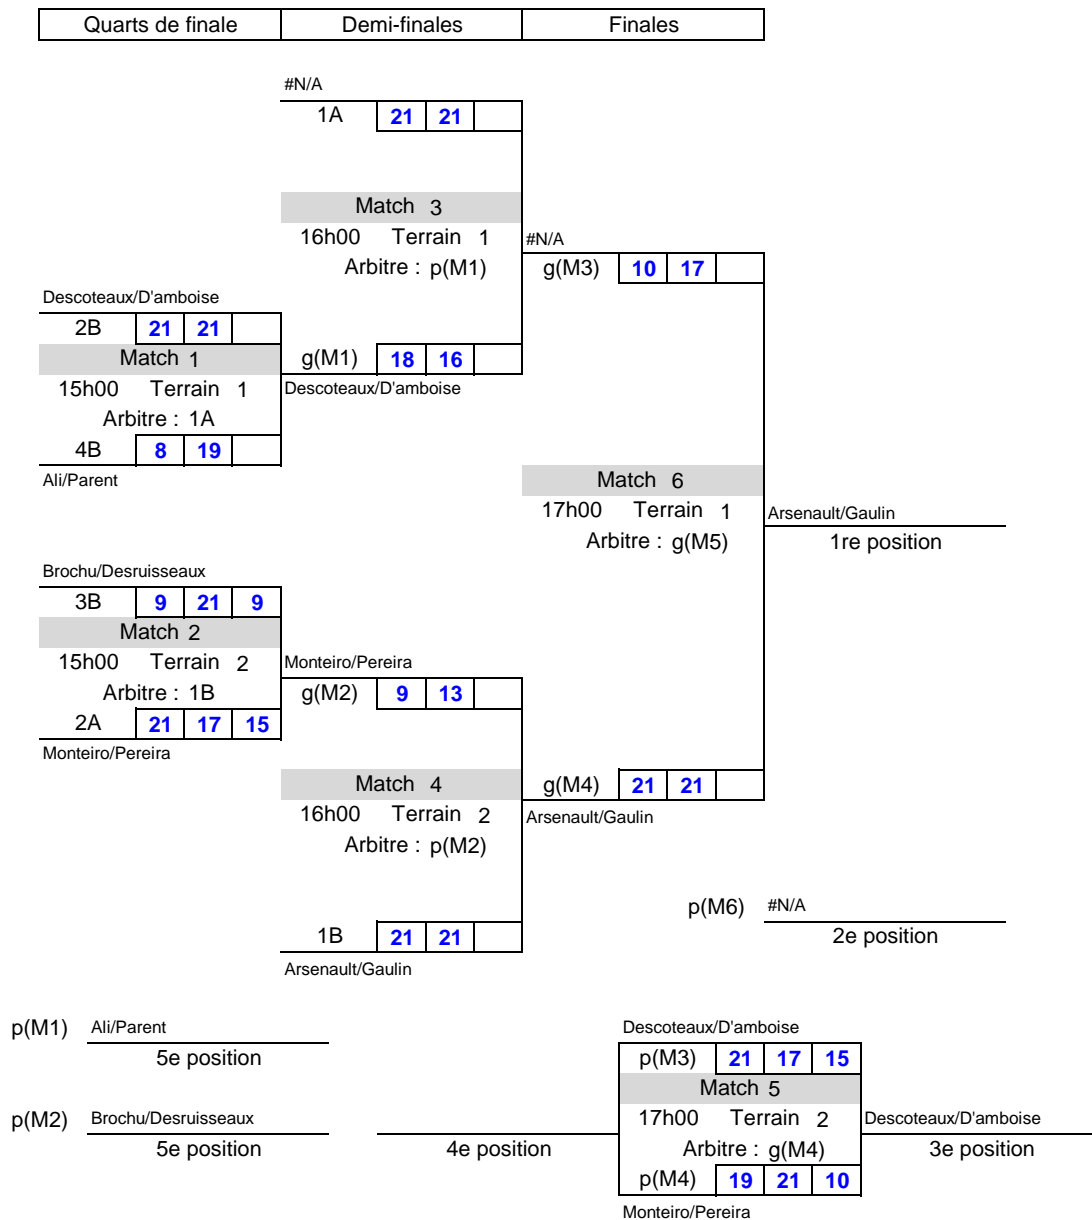 Quarts de finale Demi-finales Finales
#N/A
1A 21 21
Match 3
16h00 Terrain 1 #N/A
Arbitre : p(M1) g(M3) 10 17
Descoteaux/D'amboise
2B 21 21
Match 1 g(M1) 18 16
15h00 Terrain 1 Descoteaux/D'amboise
Arbitre : 1A
4B 8 19
Ali/Parent Match 6
17h00 Terrain 1 Arsenault/Gaulin
Arbitre : g(M5) 1re position
Brochu/Desruisseaux
3B 9 21 9
Match 2
15h00 Terrain 2 Monteiro/Pereira
Arbitre : 1B g(M2) 9 13
2A 21 17 15
Monteiro/Pereira
Match 4 g(M4) 21 21
16h00 Terrain 2 Arsenault/Gaulin
Arbitre : p(M2)
p(M6) #N/A
1B 21 21 2e position
Arsenault/Gaulin
p(M1) Ali/Parent Descoteaux/D'amboise
5e position p(M3) 21 17 15
Match 5
p(M2) Brochu/Desruisseaux 17h00 Terrain 2 Descoteaux/D'amboise
5e position 4e position Arbitre : g(M4) 3e position
p(M4) 19 21 10
Monteiro/Pereira